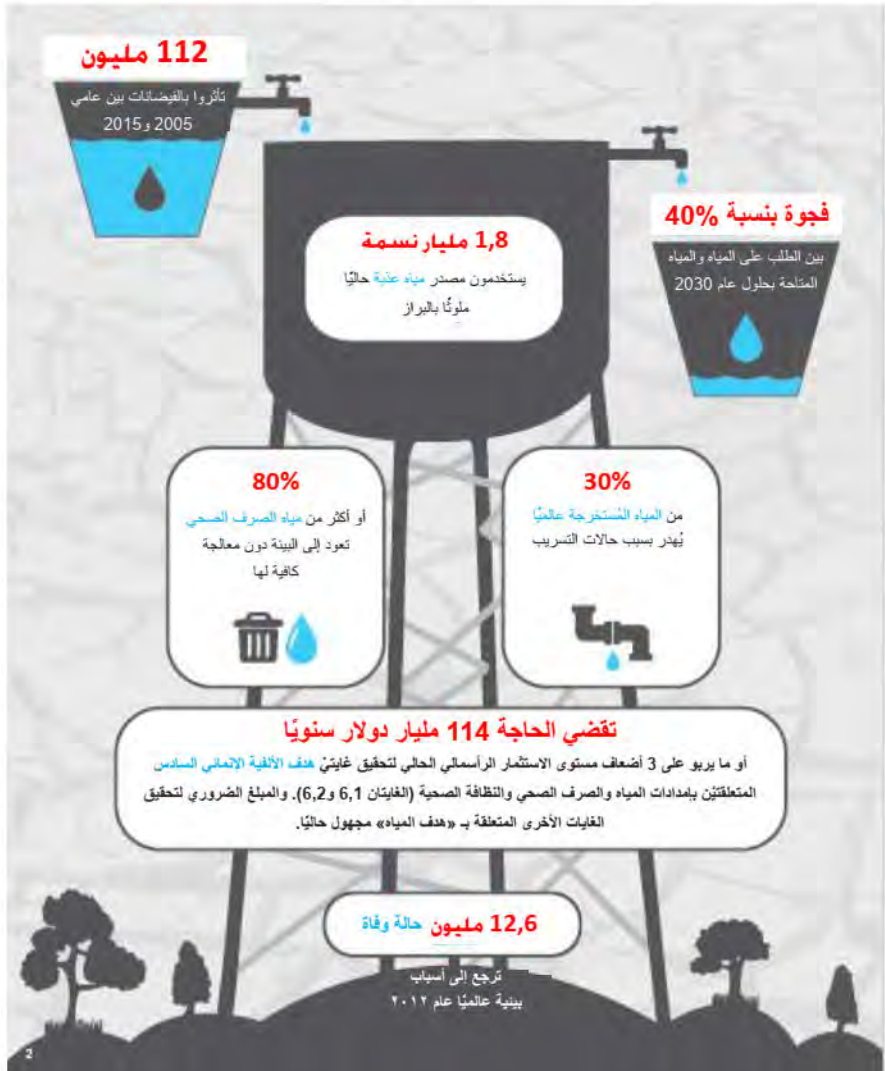 112 مليون
تأثروا بالفيضانات بين عامي
2005 و2015
فجوة بنسبة 40%
بين الطلب على المياه والمياه
المتاحة بحلول عام 2030
1,8 مليار نسمة
يستخدمون مصدر مياه عذبة حاليًا
ملوثًا بالبراز
80%
أو أكثر من مياه الصرف الصحي
تعود إلى البيئة دون معالجة
كافية لها
30%
من المياه المُستخرجة عالميًا
يُهدر بسبب حالات التسريب
تقضي الحاجة 114 مليار دولار سنويًا
أو ما يربو على 3 أضعاف مستوى الاستثمار الرأسمالي الحالي لتحقيق غايتيْ هدف الألفية الإنمائي السادس
المتعلقتيْن بإمدادات المياه والصرف الصحي والنظافة الصحية (الغايتان 6,1 و6,2). والمبلغ الضروري لتحقيق
الغايات الأخرى المتعلقة بـ «هدف المياه» مجهول حاليًا.
12,6 مليون حالة وفاة
ترجع إلى أسباب
بيئية عالميًا عام ٢٠١٢
2